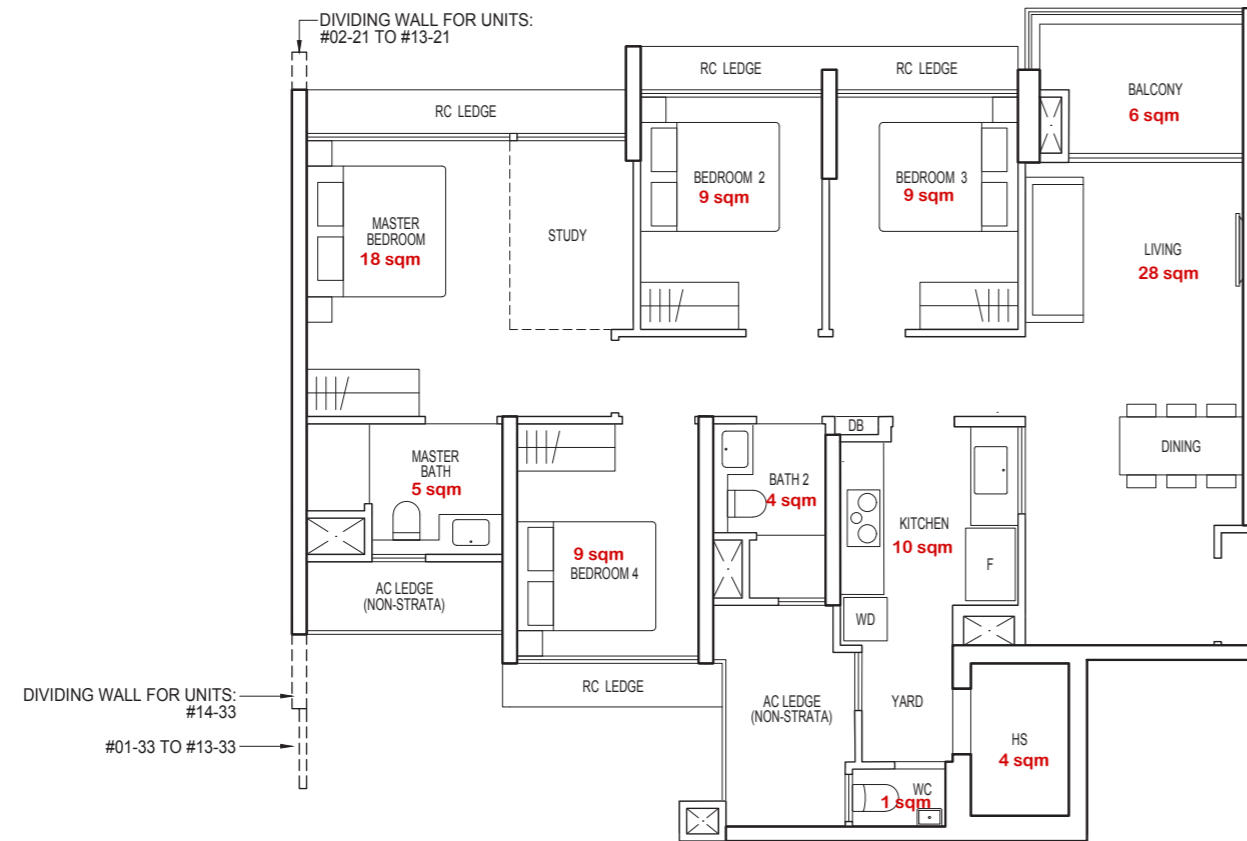 DIVIDING WALL FOR UNITS:
#02-21 TO #13-21
RC LEDGE
RC LEDGE
RC LEDGE
BALCONY
6 sqm
MASTER
BEDROOM
18 sqm
STUDY
BEDROOM 2
9 sqm
BEDROOM 3
9 sqm
LIVING
28 sqm
MASTER
BATH
5 sqm
9 sqm
BEDROOM 4
BATH 2
4 sqm
DB
KITCHEN
10 sqm
DINING
F
WD
AC LEDGE
(NON-STRATA)
RC LEDGE
AC LEDGE
(NON-STRATA)
YARD
HS
4 sqm
WC
1 sqm
DIVIDING WALL FOR UNITS:
#14-33
#01-33 TO #13-33